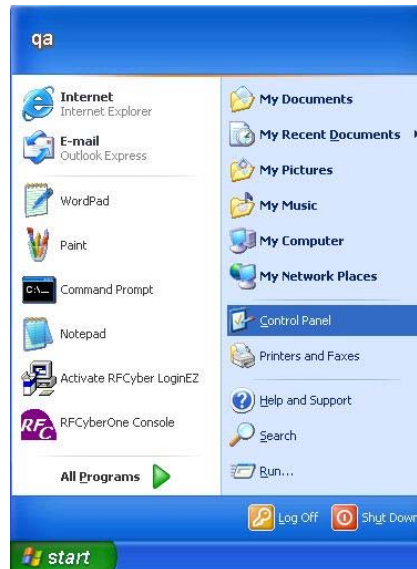 qa
Internet
Internet Explorer
E-mail
Outlook Express
WordPad
Paint
C:\_
Command Prompt
Notepad
Activate RFCyber LoginEZ
RFC
RFCyberOne Console
All Programs
My Documents
My Recent Documents
My Pictures
My Music
My Computer
My Network Places
Control Panel
Printers and Faxes
Help and Support
Search
Run...
Log Off
Shut Down
start